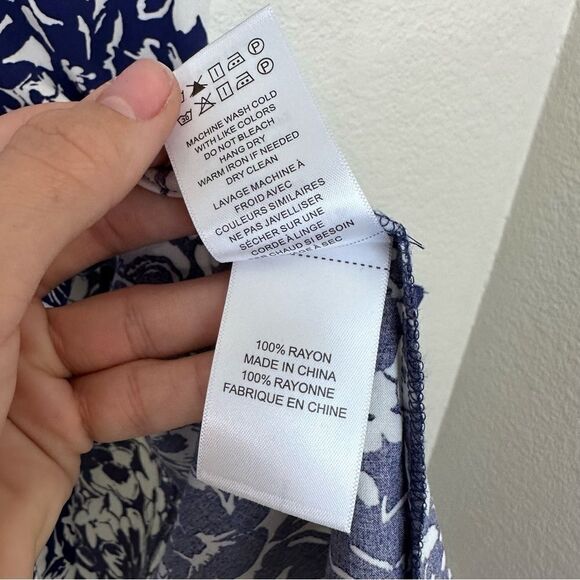 P
P
MACHINE WASH COLD
WITH LIKE COLORS
DO NOT BLEACH
HANG DRY
WARM IRON IF NEEDED
DRY CLEAN
LAVAGE MACHINE À
FROID AVEC
COULEURS SIMILAIRES
NE PAS JAVELLISER
SÉCHER SUR UNE
CORDE À LINGE
CHAUD SI BESOIN
À SEC
100% RAYON
MADE IN CHINA
100% RAYONNE
FABRIQUE EN CHINE